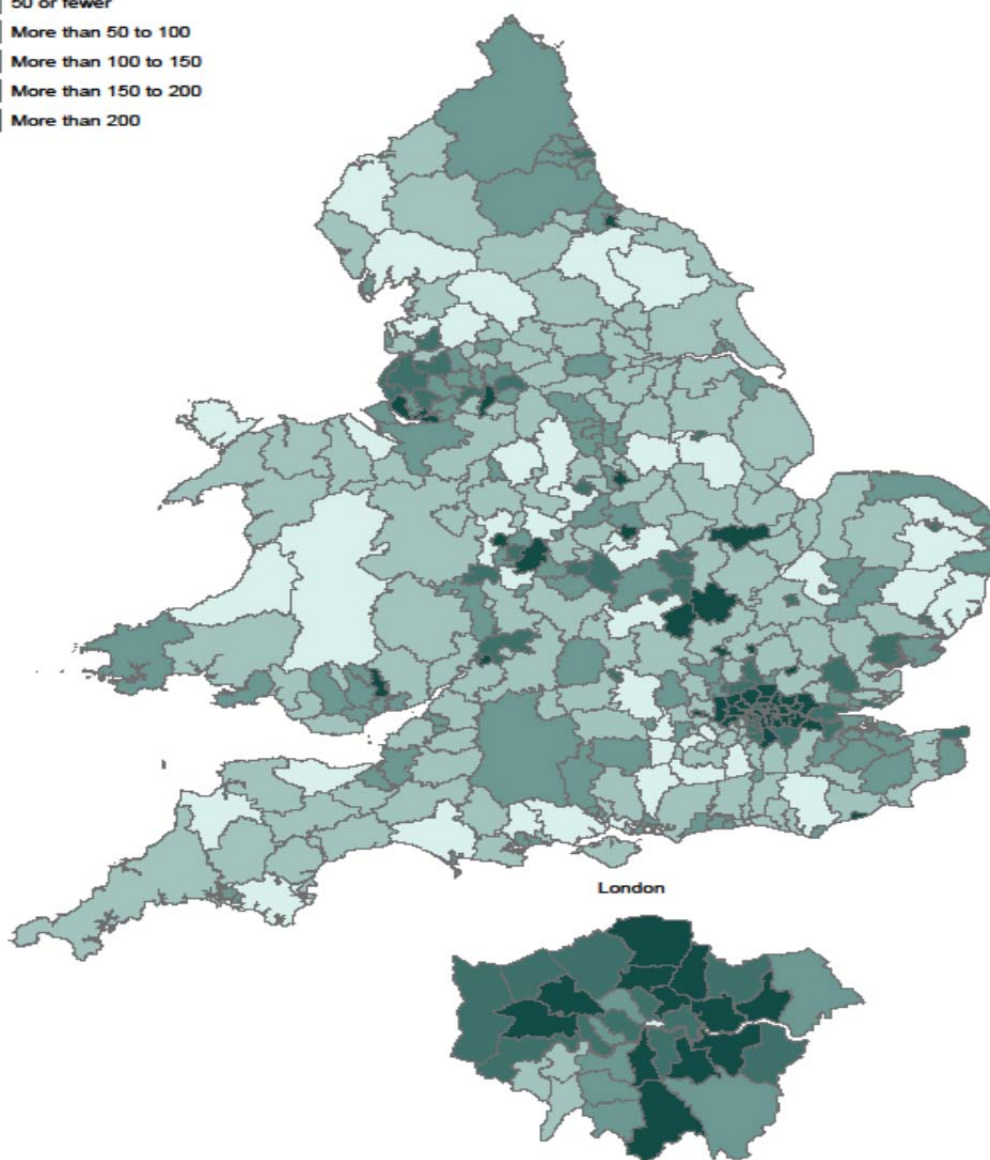 50 or fewer
More than 50 to 100
More than 100 to 150
More than 150 to 200
More than 200
London